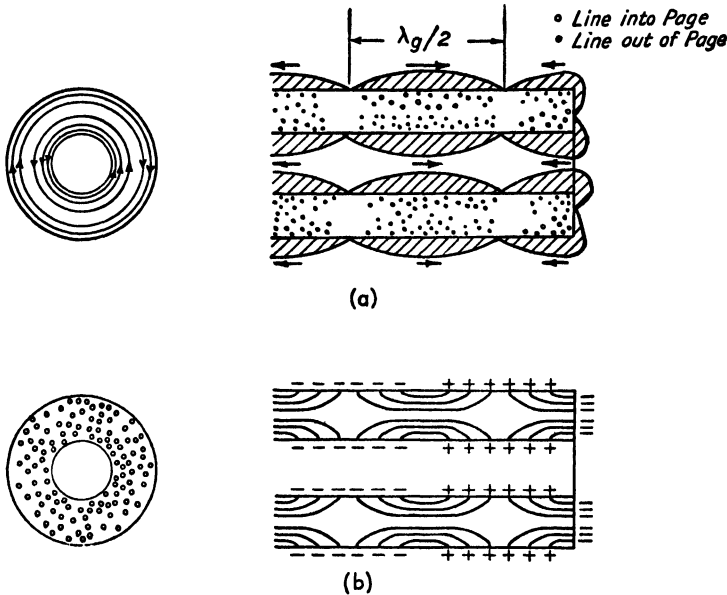 λg/2
∘ Line into Page
• Line out of Page
(a)
− − − − − − − + + + + + +
− − − − − − − + + + + + +
− − − − − − − + + + + + +
− − − − − − − + + + + + +
(b)